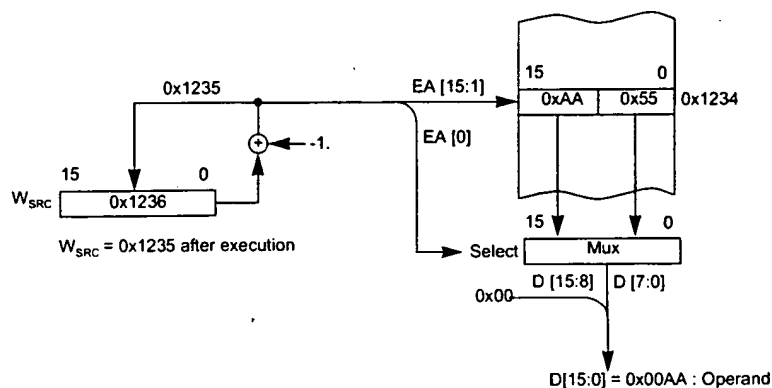 15 0
0x1235
EA [15:1]
0xAA 0x55 0x1234
EA [0]
+ -1.
15 0
W_SRC 0x1236
W_SRC = 0x1235 after execution
15 0
Select Mux
D [15:8] D [7:0]
0x00
D[15:0] = 0x00AA : Operand